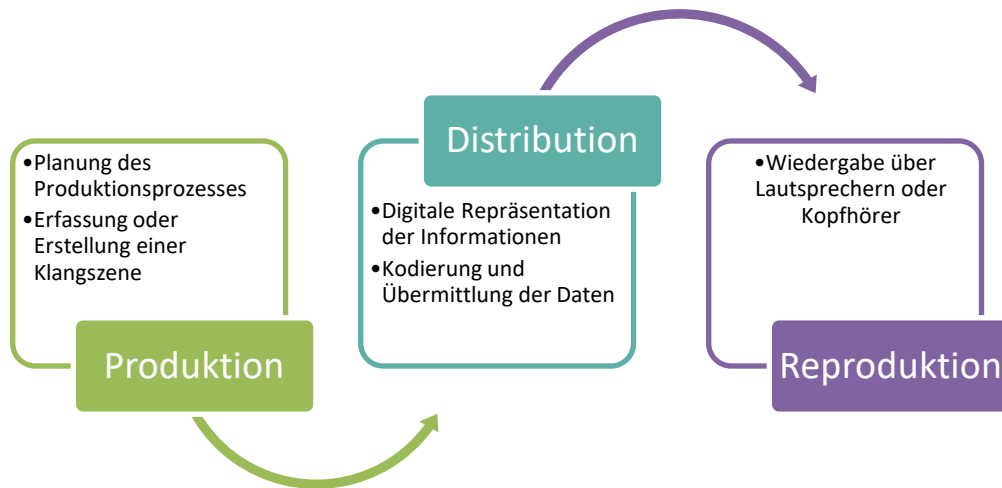 •Planung des
Produktionsprozesses
•Erfassung oder
Erstellung einer
Klangszene
Produktion
Distribution
•Digitale Repräsentation
der Informationen
•Kodierung und
Übermittlung der Daten
•Wiedergabe über
Lautsprechern oder
Kopfhörer
Reproduktion